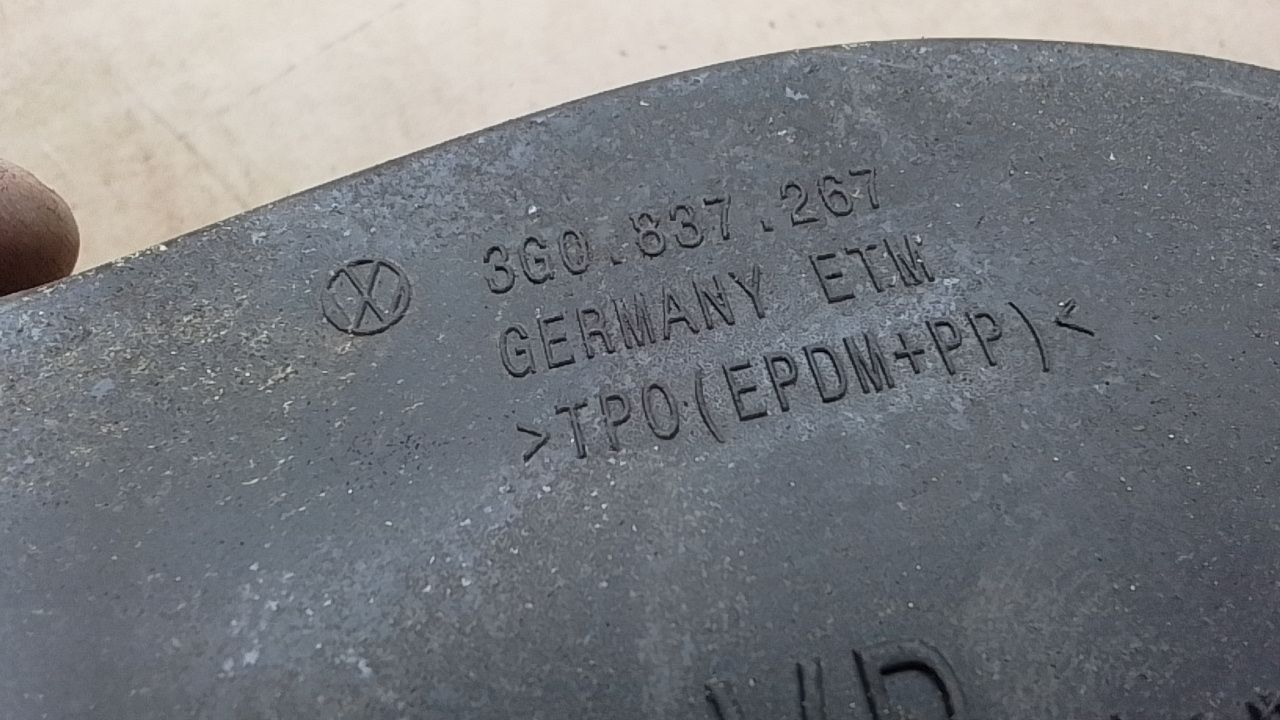 3G0.837.267
GERMANY ETM
>TPO(EPDM+PP)<